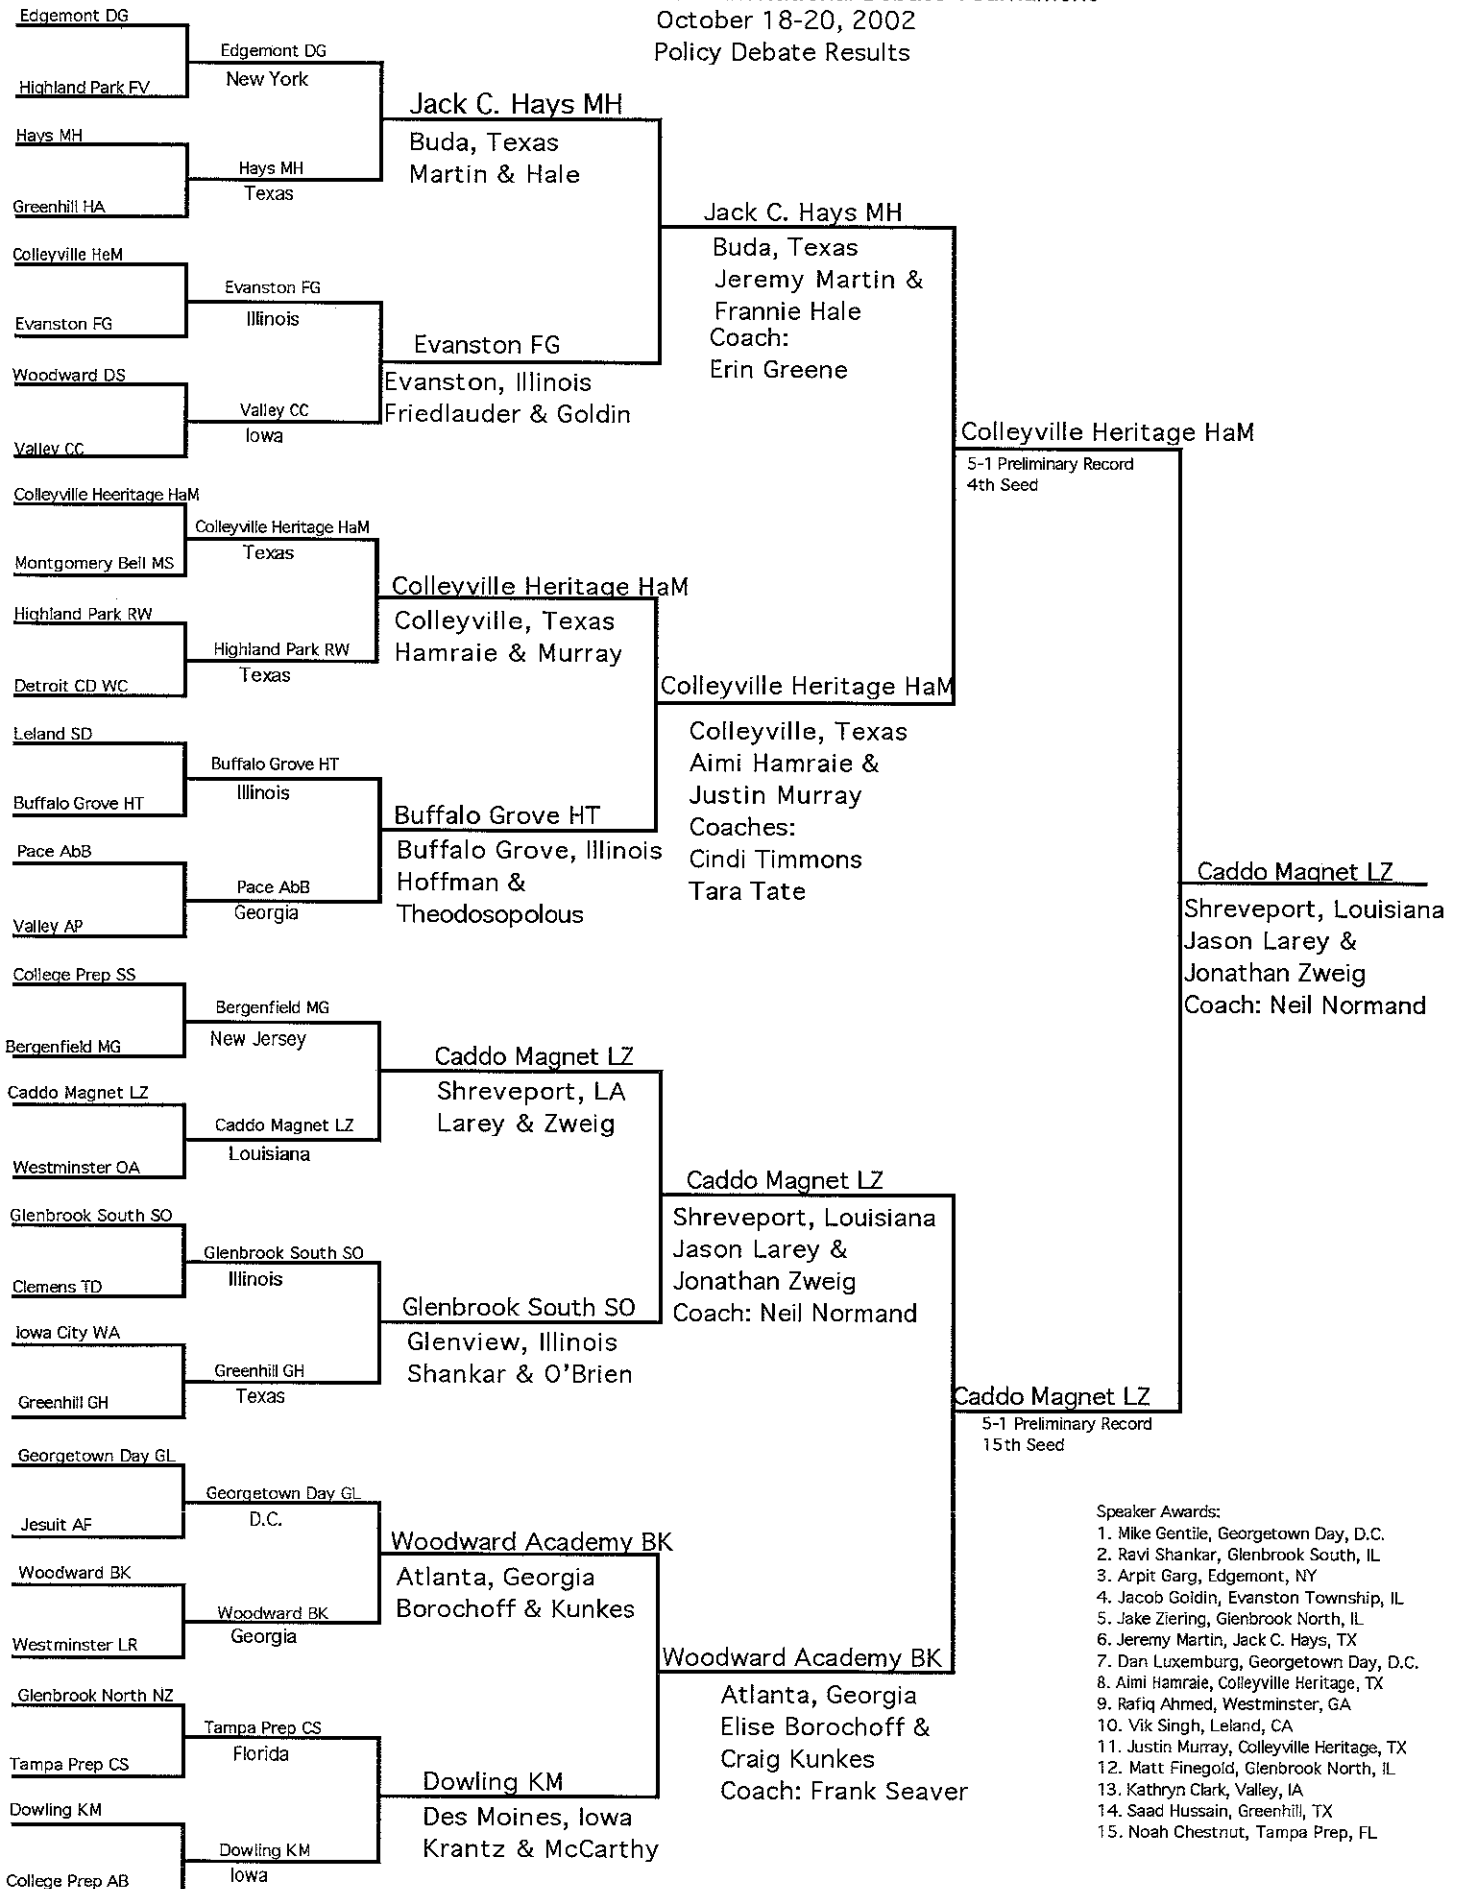 October 18-20, 2002
Policy Debate Results
Edgemont DG
Highland Park FV
Hays MH
Greenhill HA
Colleyville HeM
Evanston FG
Woodward DS
Valley CC
Colleyville Heeritage HaM
Montgomery Bell MS
Highland Park RW
Detroit CD WC
Leland SD
Buffalo Grove HT
Pace AbB
Valley AP
College Prep SS
Bergenfield MG
Caddo Magnet LZ
Westminster OA
Glenbrook South SO
Clemens TD
Iowa City WA
Greenhill GH
Georgetown Day GL
Jesuit AF
Woodward BK
Westminster LR
Glenbrook North NZ
Tampa Prep CS
Dowling KM
College Prep AB
Edgemont DG
New York
Hays MH
Texas
Evanston FG
Illinois
Valley CC
Iowa
Colleyville Heritage HaM
Texas
Highland Park RW
Texas
Buffalo Grove HT
Illinois
Pace AbB
Georgia
Bergenfield MG
New Jersey
Caddo Magnet LZ
Louisiana
Glenbrook South SO
Illinois
Greenhill GH
Texas
Georgetown Day GL
D.C.
Woodward BK
Georgia
Tampa Prep CS
Florida
Dowling KM
Iowa
Jack C. Hays MH
Buda, Texas
Martin & Hale
Evanston FG
Evanston, Illinois
Friedlauder & Goldin
Colleyville Heritage HaM
Colleyville, Texas
Hamraie & Murray
Buffalo Grove HT
Buffalo Grove, Illinois
Hoffman &
Theodosopolous
Caddo Magnet LZ
Shreveport, LA
Larey & Zweig
Glenbrook South SO
Glenview, Illinois
Shankar & O'Brien
Woodward Academy BK
Atlanta, Georgia
Borochoff & Kunkes
Dowling KM
Des Moines, Iowa
Krantz & McCarthy
Jack C. Hays MH
Buda, Texas
Jeremy Martin &
Frannie Hale
Coach:
Erin Greene
Colleyville Heritage HaM
Colleyville, Texas
Aimi Hamraie &
Justin Murray
Coaches:
Cindi Timmons
Tara Tate
Caddo Magnet LZ
Shreveport, Louisiana
Jason Larey &
Jonathan Zweig
Coach: Neil Normand
Woodward Academy BK
Atlanta, Georgia
Elise Borochoff &
Craig Kunkes
Coach: Frank Seaver
Colleyville Heritage HaM
5-1 Preliminary Record
4th Seed
Caddo Magnet LZ
5-1 Preliminary Record
15th Seed
Caddo Magnet LZ
Shreveport, Louisiana
Jason Larey &
Jonathan Zweig
Coach: Neil Normand
Speaker Awards:
1. Mike Gentile, Georgetown Day, D.C.
2. Ravi Shankar, Glenbrook South, IL
3. Arpit Garg, Edgemont, NY
4. Jacob Goldin, Evanston Township, IL
5. Jake Ziering, Glenbrook North, IL
6. Jeremy Martin, Jack C. Hays, TX
7. Dan Luxemburg, Georgetown Day, D.C.
8. Aimi Hamraie, Colleyville Heritage, TX
9. Rafiq Ahmed, Westminster, GA
10. Vik Singh, Leland, CA
11. Justin Murray, Colleyville Heritage, TX
12. Matt Finegold, Glenbrook North, IL
13. Kathryn Clark, Valley, IA
14. Saad Hussain, Greenhill, TX
15. Noah Chestnut, Tampa Prep, FL